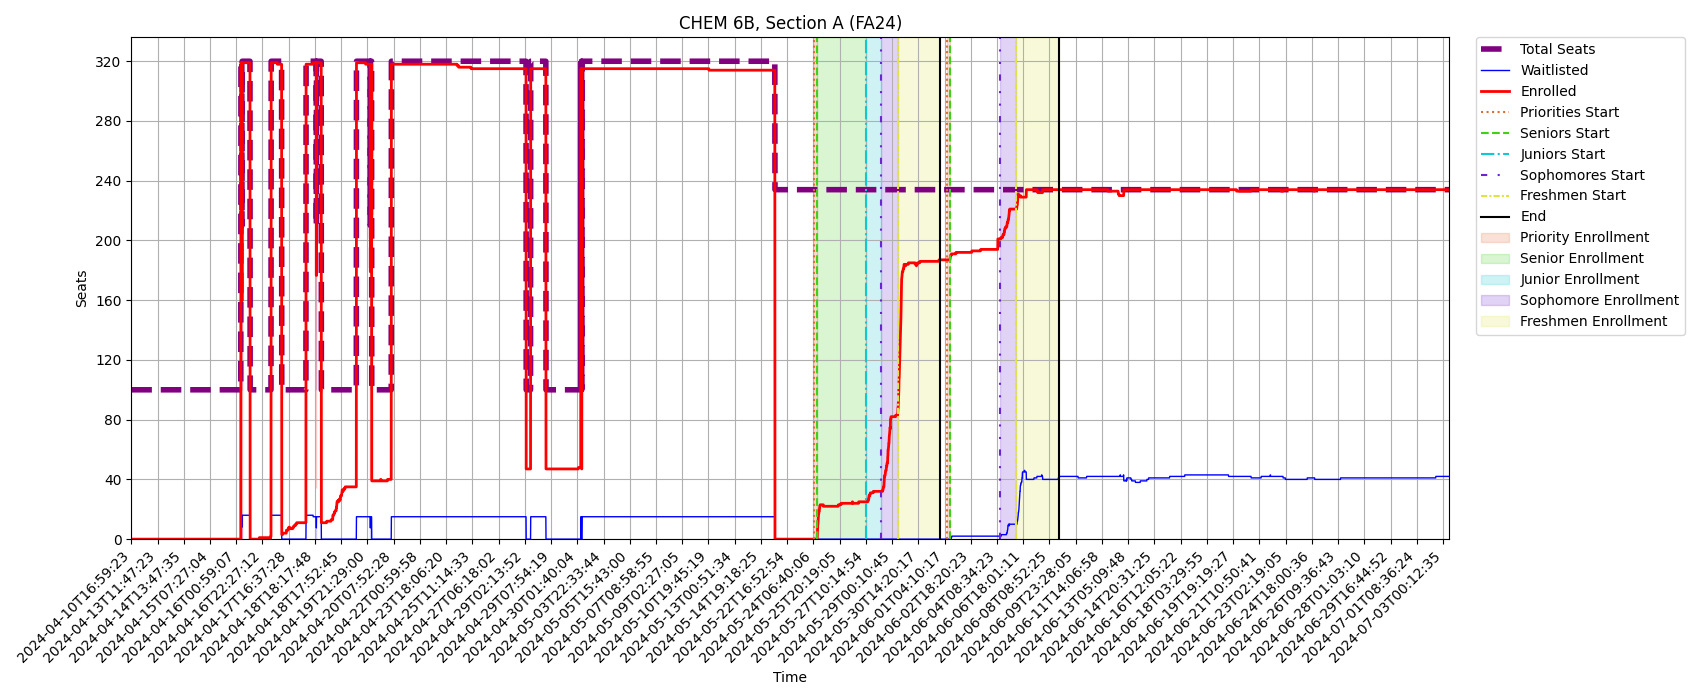 CHEM 6B, Section A (FA24)
Seats
320
280
240
200
160
120
80
40
0
2024-04-10T16:59:23
2024-04-13T11:47:23
2024-04-14T13:47:35
2024-04-15T07:27:04
2024-04-16T00:59:07
2024-04-16T22:27:12
2024-04-17T16:37:28
2024-04-18T18:17:48
2024-04-18T17:52:45
2024-04-19T21:29:00
2024-04-20T07:52:28
2024-04-22T00:59:58
2024-04-23T18:06:20
2024-04-25T11:14:33
2024-04-27T06:18:02
2024-04-29T02:13:52
2024-04-29T07:54:19
2024-04-30T01:40:04
2024-05-03T22:33:44
2024-05-05T15:43:00
2024-05-07T08:58:55
2024-05-09T02:27:05
2024-05-10T19:45:19
2024-05-13T00:51:34
2024-05-14T19:18:25
2024-05-22T16:52:54
2024-05-24T06:40:06
2024-05-25T20:19:05
2024-05-27T10:14:54
2024-05-29T00:10:45
2024-05-30T14:20:17
2024-06-01T04:10:17
2024-06-02T18:20:23
2024-06-04T08:34:23
2024-06-06T18:01:11
2024-06-08T08:52:25
2024-06-09T23:28:05
2024-06-11T14:06:58
2024-06-13T05:09:48
2024-06-14T20:31:25
2024-06-16T12:05:22
2024-06-18T03:29:55
2024-06-19T19:19:27
2024-06-21T10:50:41
2024-06-23T02:19:05
2024-06-24T18:00:36
2024-06-26T09:36:43
2024-06-28T01:03:10
2024-06-29T16:44:52
2024-07-01T08:36:24
2024-07-03T00:12:35
Time
Total Seats
Waitlisted
Enrolled
Priorities Start
Seniors Start
Juniors Start
Sophomores Start
Freshmen Start
End
Priority Enrollment
Senior Enrollment
Junior Enrollment
Sophomore Enrollment
Freshmen Enrollment